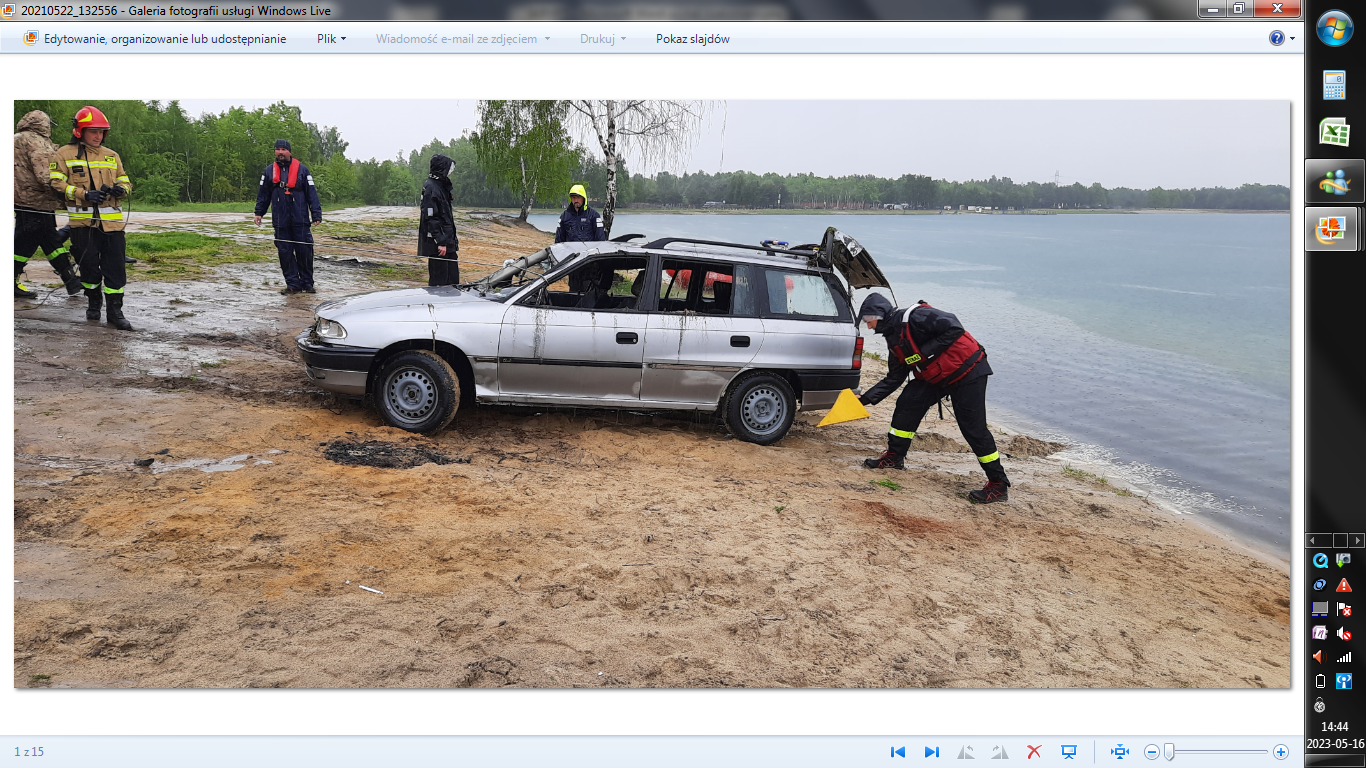 20210522_132556 - Galeria fotografii usługi Windows Live
Edytowanie, organizowanie lub udostępnianie
Plik
Wiadomość e-mail ze zdjęciem
Drukuj
Pokaz slajdów
1 z 15
14:44
2023-05-16